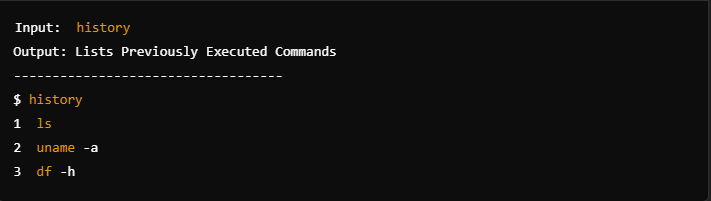 Input:  history
Output: Lists Previously Executed Commands
-----------------------------------
$ history
1  ls
2  uname -a
3  df -h